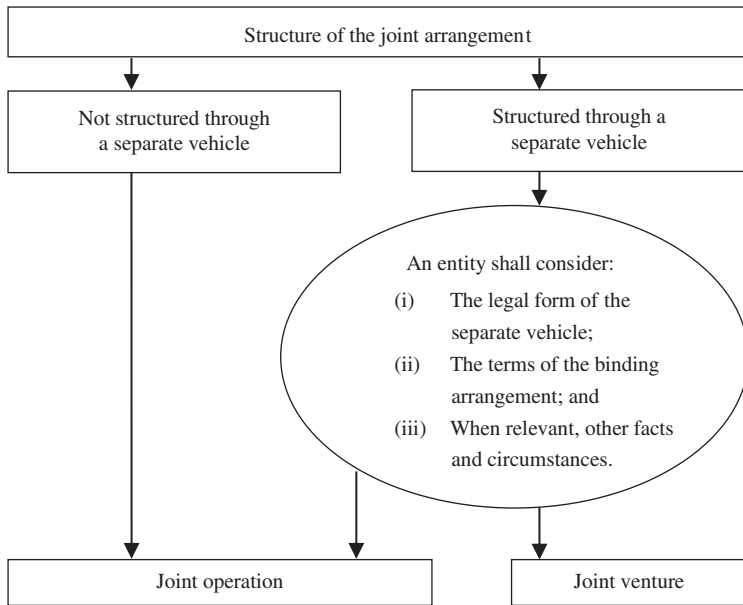 Structure of the joint arrangement
Not structured through
a separate vehicle
Structured through a
separate vehicle
An entity shall consider:
(i) The legal form of the
separate vehicle;
(ii) The terms of the binding
arrangement; and
(iii) When relevant, other facts
and circumstances.
Joint operation
Joint venture